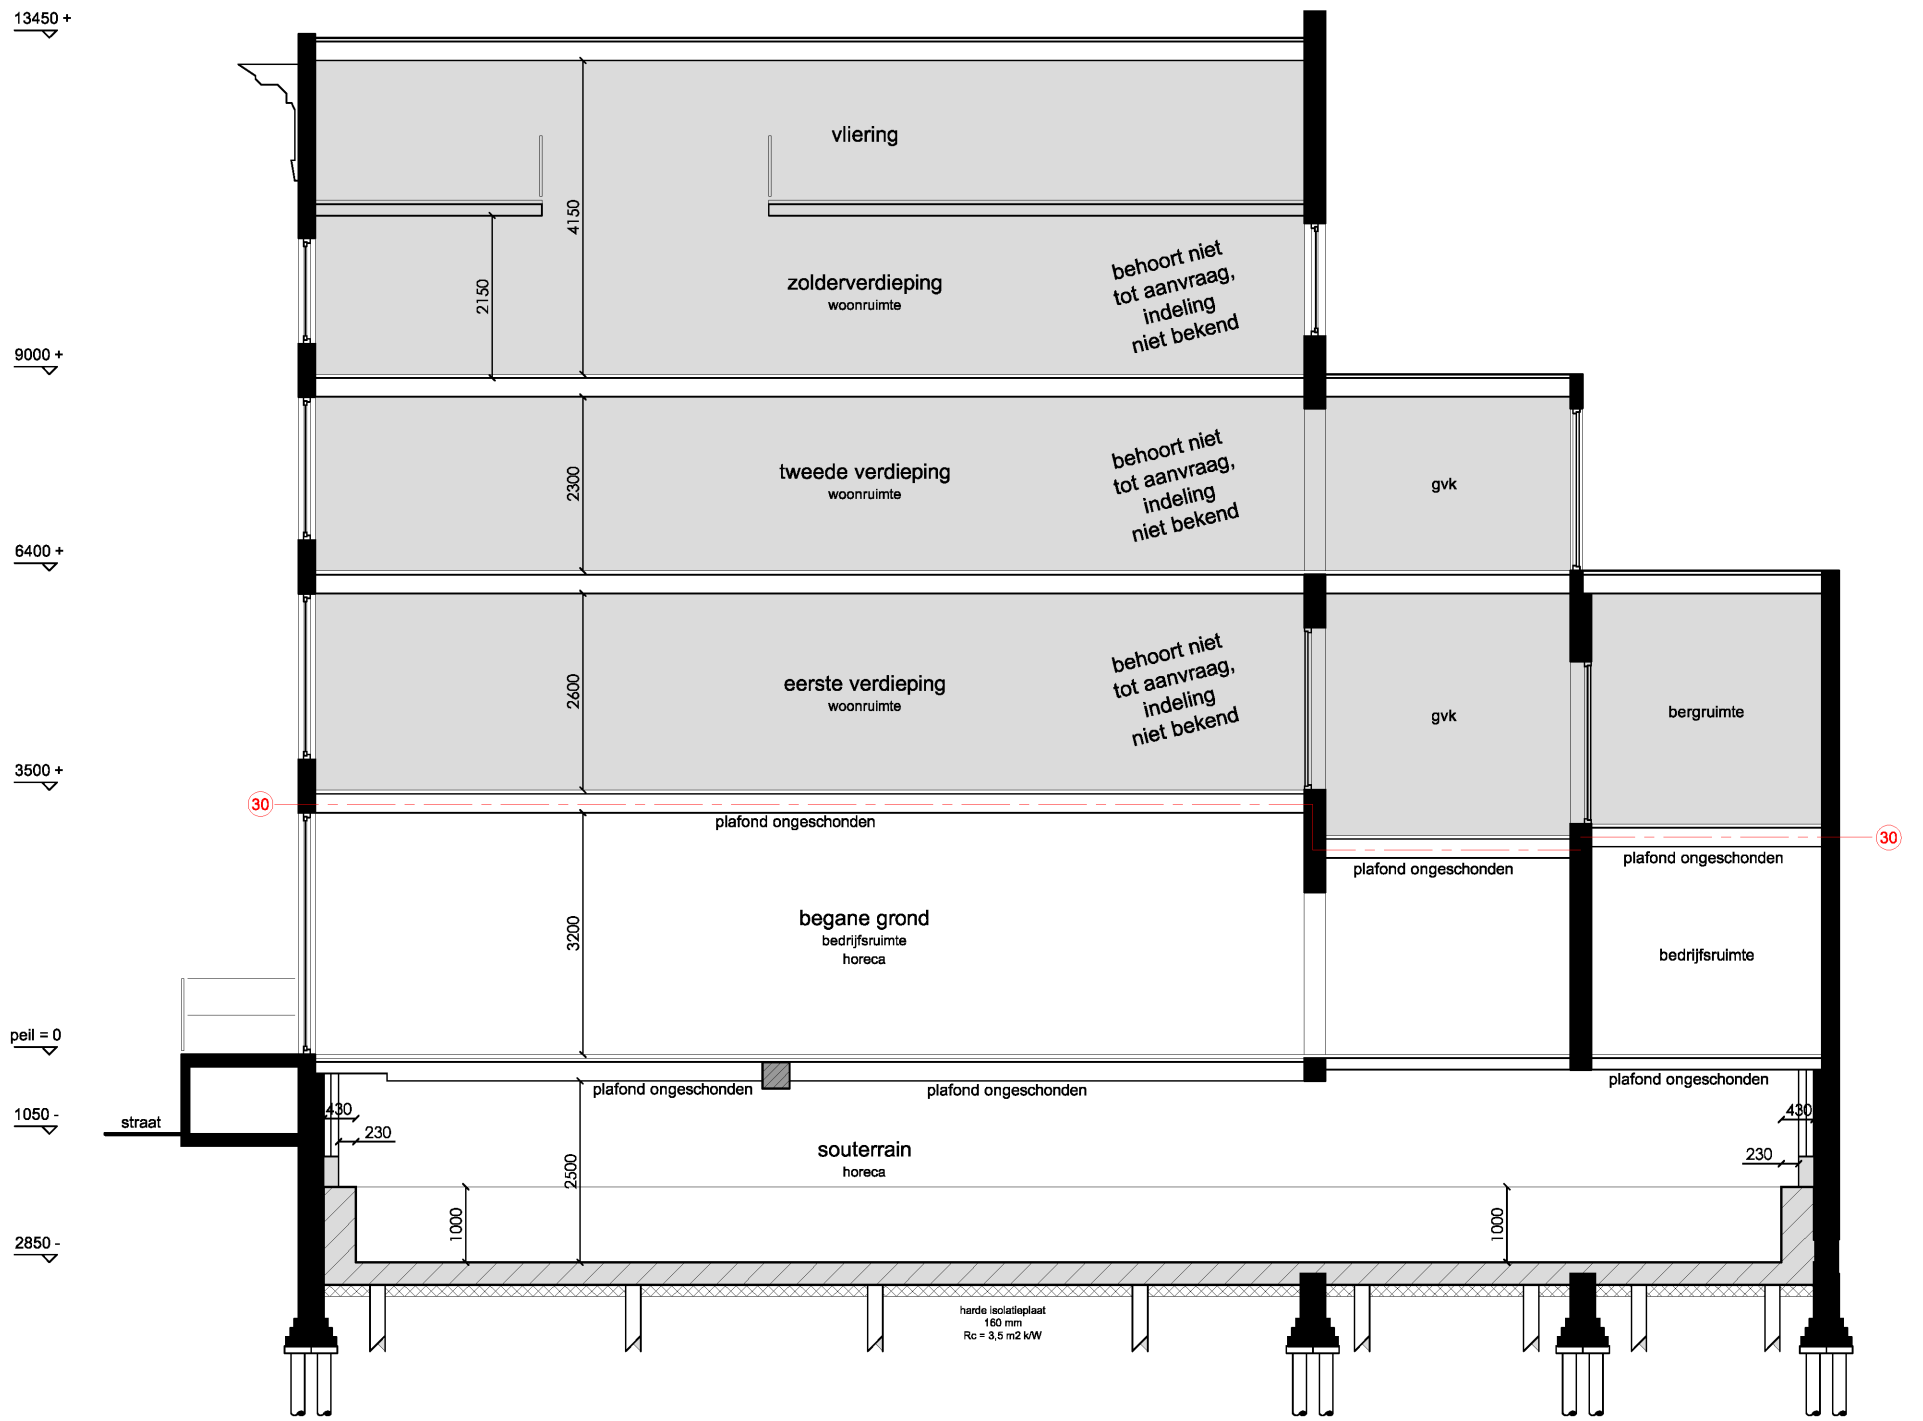 13450 +
vliering
4150
zolderverdieping
woonruimte
2150
behoort niet
tot aanvraag,
indeling
niet bekend
9000 +
tweede verdieping
woonruimte
2300
behoort niet
tot aanvraag,
indeling
niet bekend
gvk
6400 +
eerste verdieping
woonruimte
2600
behoort niet
tot aanvraag,
indeling
niet bekend
gvk
bergruimte
3500 +
30
plafond ongeschonden
30
plafond ongeschonden
plafond ongeschonden
begane grond
bedrijfsruimte
horeca
3200
bedrijfsruimte
peil = 0
plafond ongeschonden
plafond ongeschonden
plafond ongeschonden
1050 -
straat
430
230
430
230
souterrain
horeca
2500
1000
1000
2850 -
harde isolatieplaat
160 mm
Rc = 3,5 m2 k/W